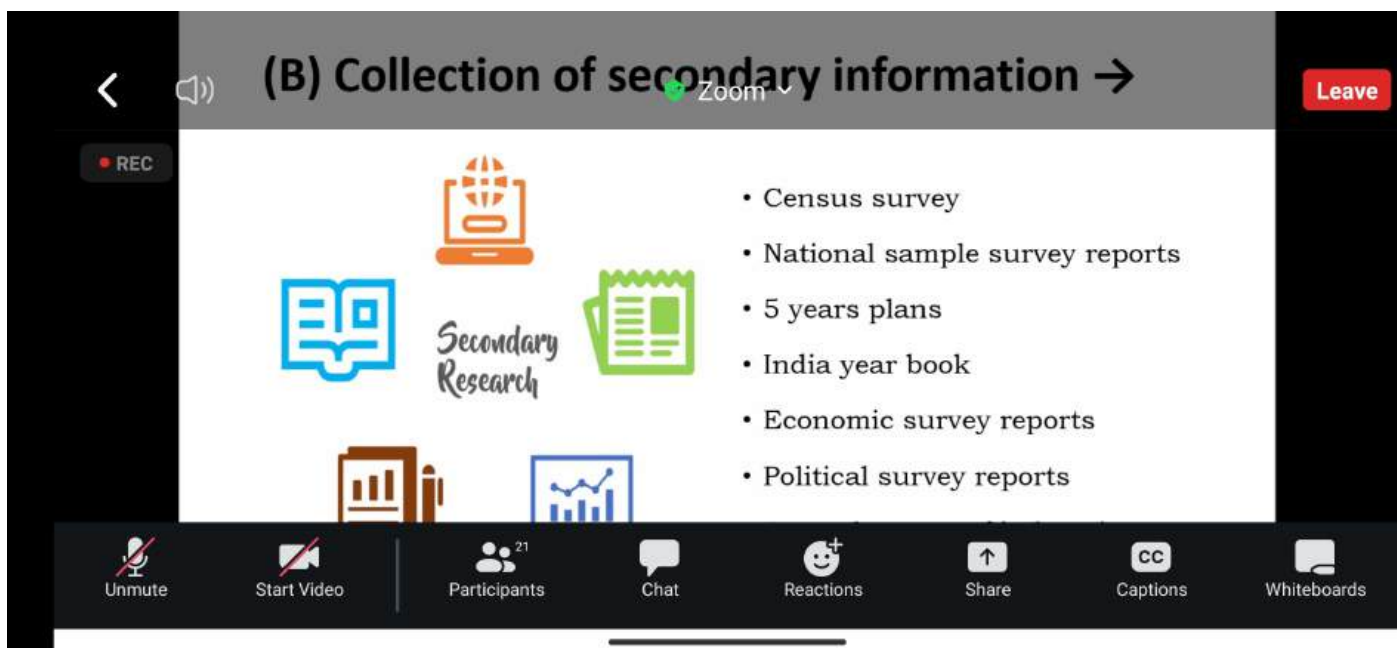 (B) Collection of secondary information →
Zoom
Leave
REC
• Census survey
• National sample survey reports
• 5 years plans
• India year book
• Economic survey reports
• Political survey reports
Secondary
Research
21
Unmute
Start Video
Participants
Chat
Reactions
Share
CC
Captions
Whiteboards